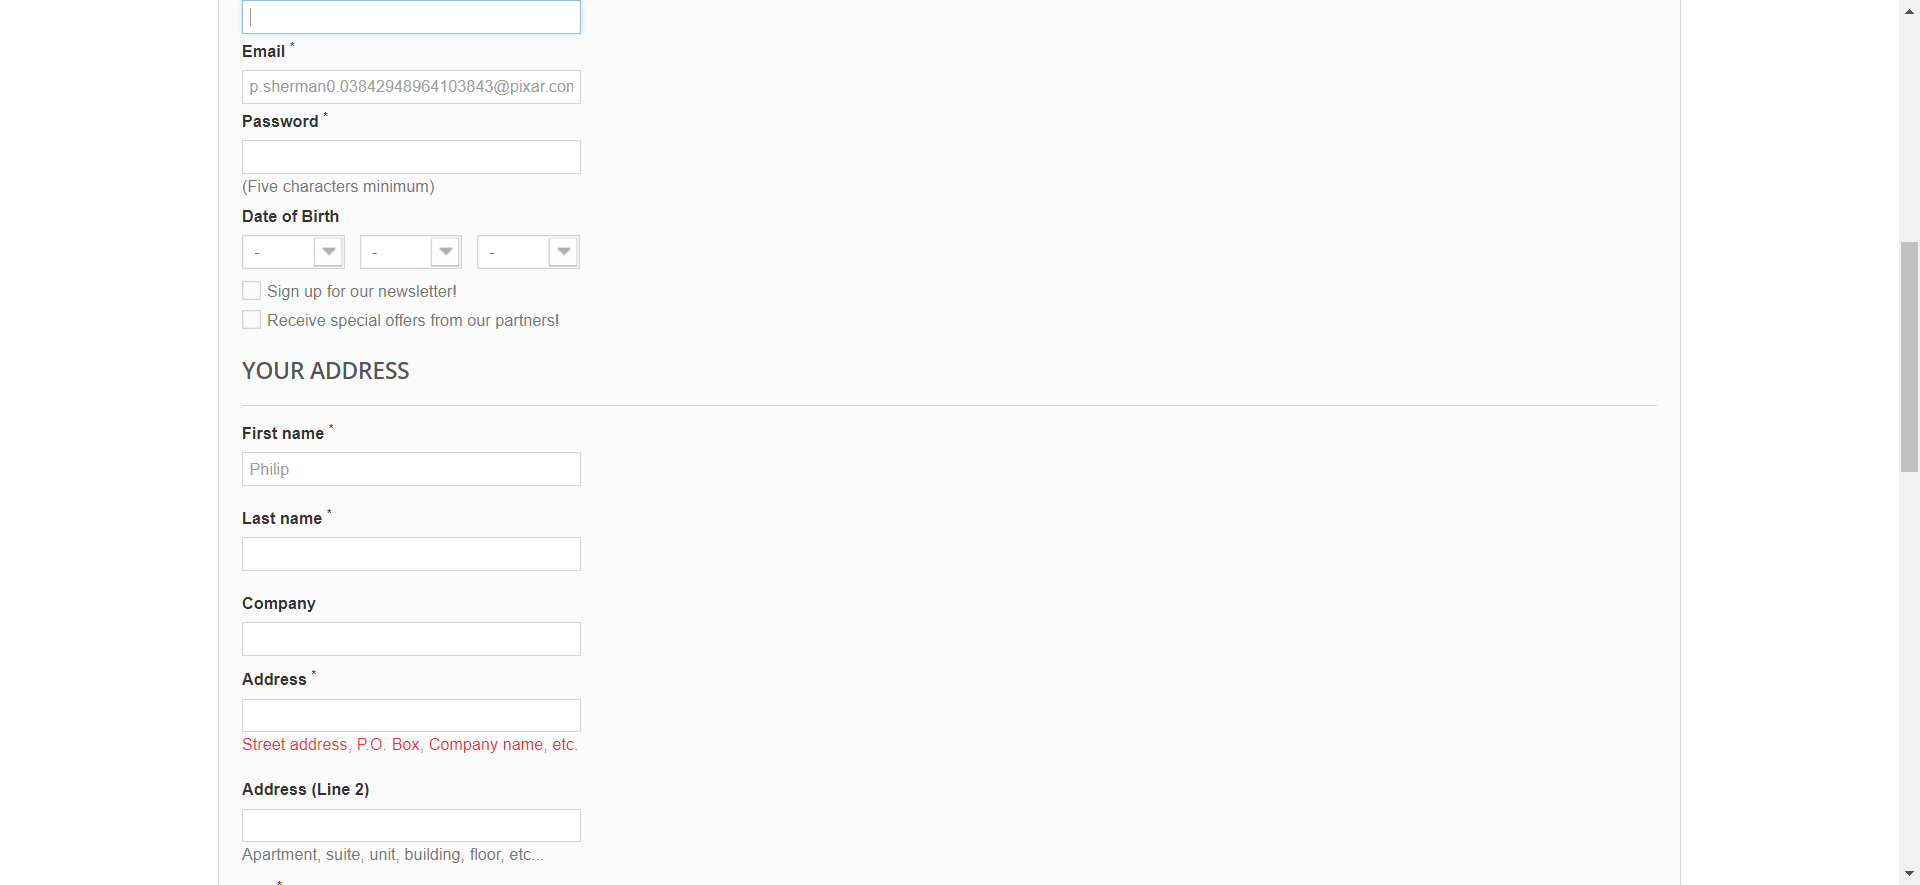 Email *
p.sherman0.03842948964103843@pixar.com
Password *
(Five characters minimum)
Date of Birth
- - -
Sign up for our newsletter!
Receive special offers from our partners!
YOUR ADDRESS
First name *
Philip
Last name *
Company
Address *
Street address, P.O. Box, Company name, etc.
Address (Line 2)
Apartment, suite, unit, building, floor, etc...
*